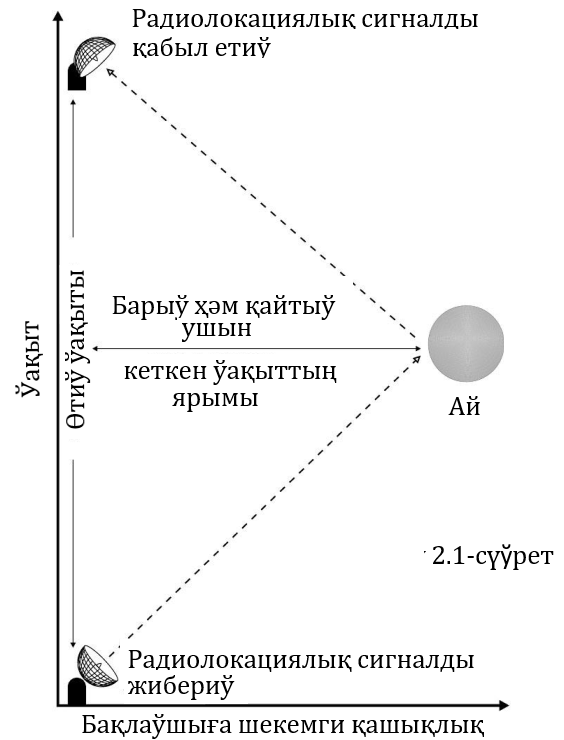 Радиолокациялық сигналды
қабыл етиў
Ўақыт
Өтиў ўақыты
Барыў ҳәм қайтыў
ушын
кеткен ўақыттың
ярымы
Ай
2.1-сүўрет
Радиолокациялық сигналды
жибериў
Бақлаўшыға шекемги қашықлық